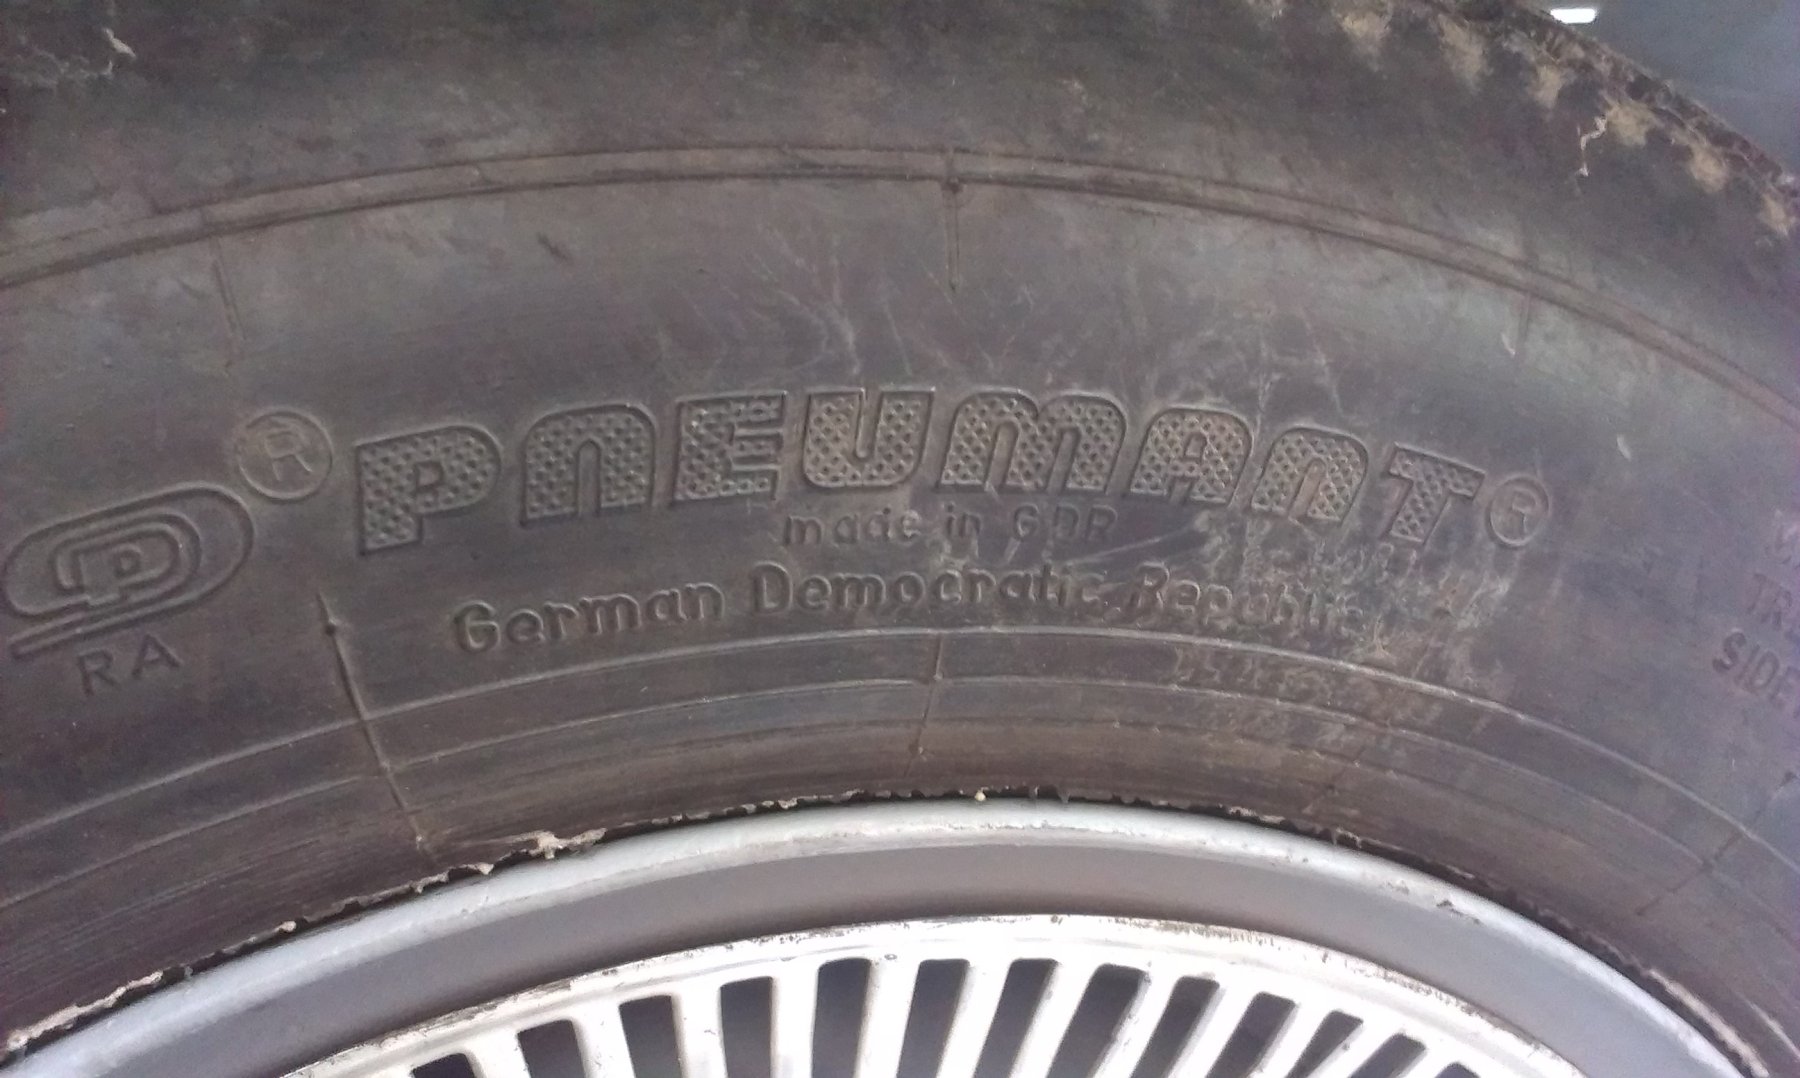 ® PNEUMANT ®
made in GDR
German Democratic Republic
RA